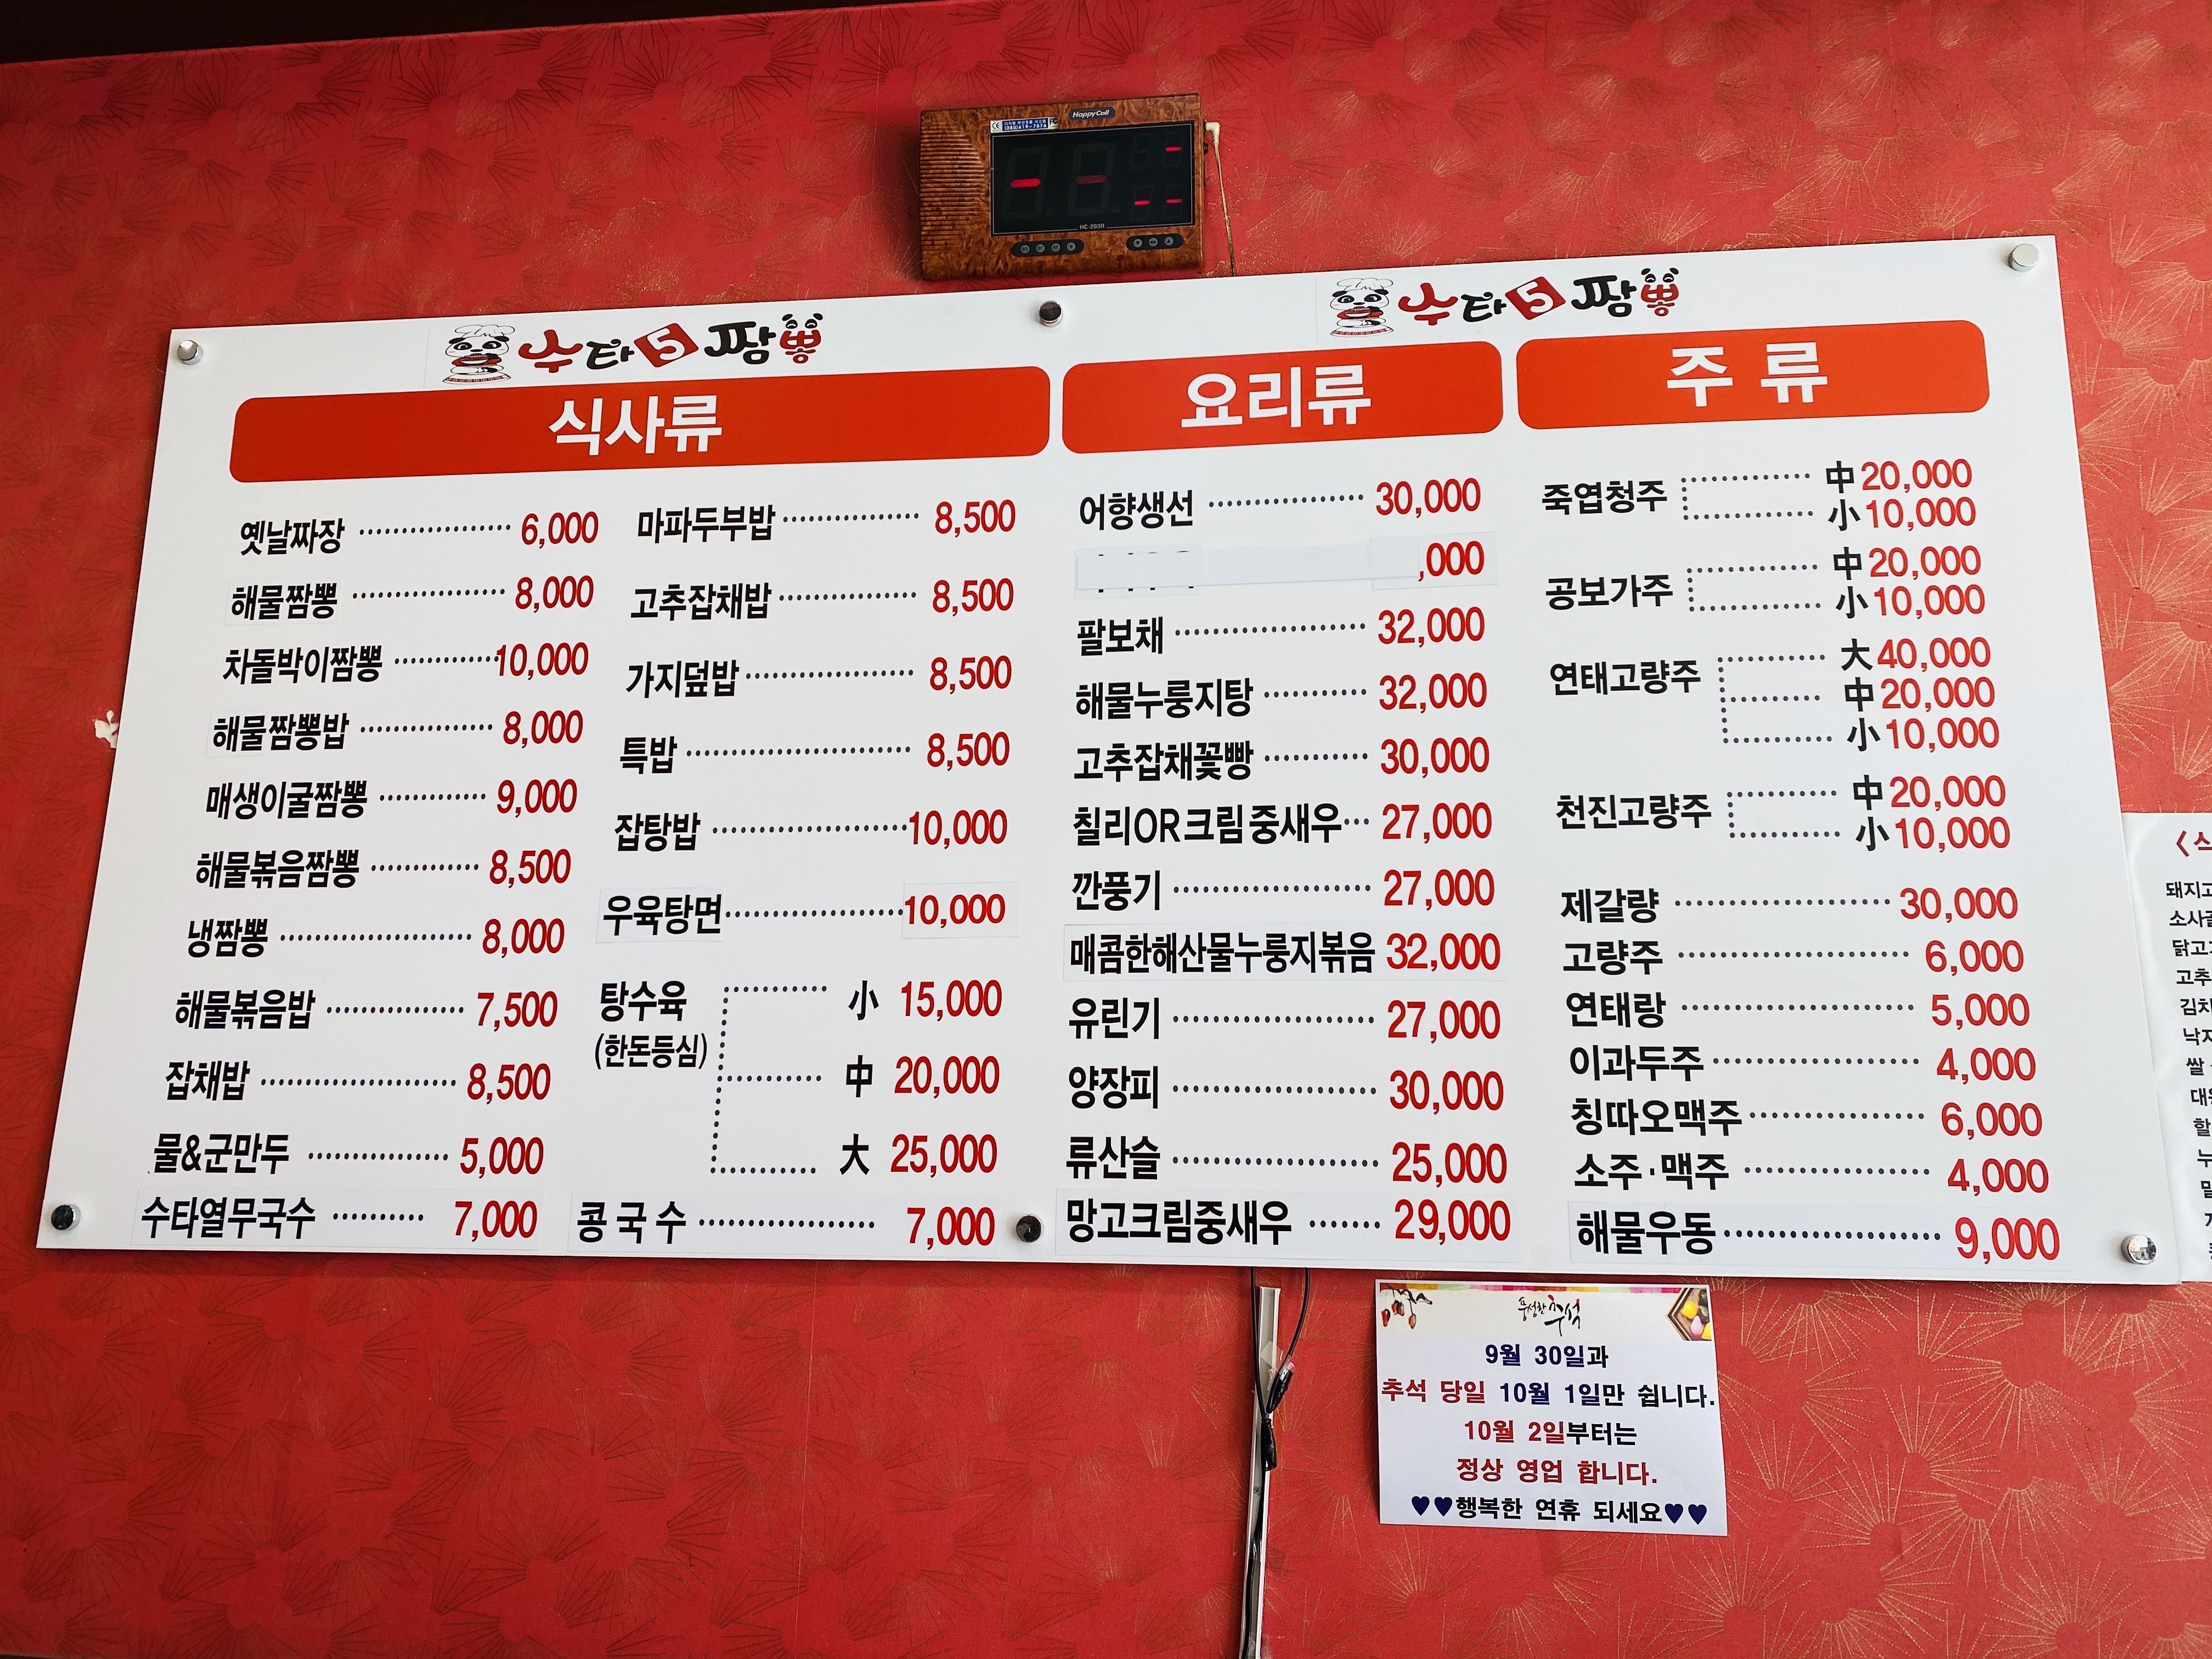 HappyCall
HC-203R
수타5짬뽕
수타5짬뽕
식사류
옛날짜장 6,000
해물짬뽕 8,000
차돌박이짬뽕 10,000
해물짬뽕밥 8,000
매생이굴짬뽕 9,000
해물볶음짬뽕 8,500
냉짬뽕 8,000
해물볶음밥 7,500
잡채밥 8,500
물&군만두 5,000
수타열무국수 7,000
마파두부밥 8,500
고추잡채밥 8,500
가지덮밥 8,500
특밥 8,500
잡탕밥 10,000
우육탕면 10,000
탕수육 小 15,000
(한돈등심)
中 20,000
大 25,000
콩국수 7,000
요리류
어향생선 30,000
,000
팔보채 32,000
해물누룽지탕 32,000
고추잡채꽃빵 30,000
칠리OR크림중새우 27,000
깐풍기 27,000
매콤한해산물누룽지볶음 32,000
유린기 27,000
양장피 30,000
류산슬 25,000
망고크림중새우 29,000
주류
죽엽청주 中 20,000
小 10,000
공보가주 中 20,000
小 10,000
연태고량주 大 40,000
中 20,000
小 10,000
천진고량주 中 20,000
小 10,000
제갈량 30,000
고량주 6,000
연태랑 5,000
이과두주 4,000
칭따오맥주 6,000
소주·맥주 4,000
해물우동 9,000
풍성한 추석
9월 30일과
추석 당일 10월 1일만 쉽니다.
10월 2일부터는
정상 영업 합니다.
♥♥행복한 연휴 되세요♥♥